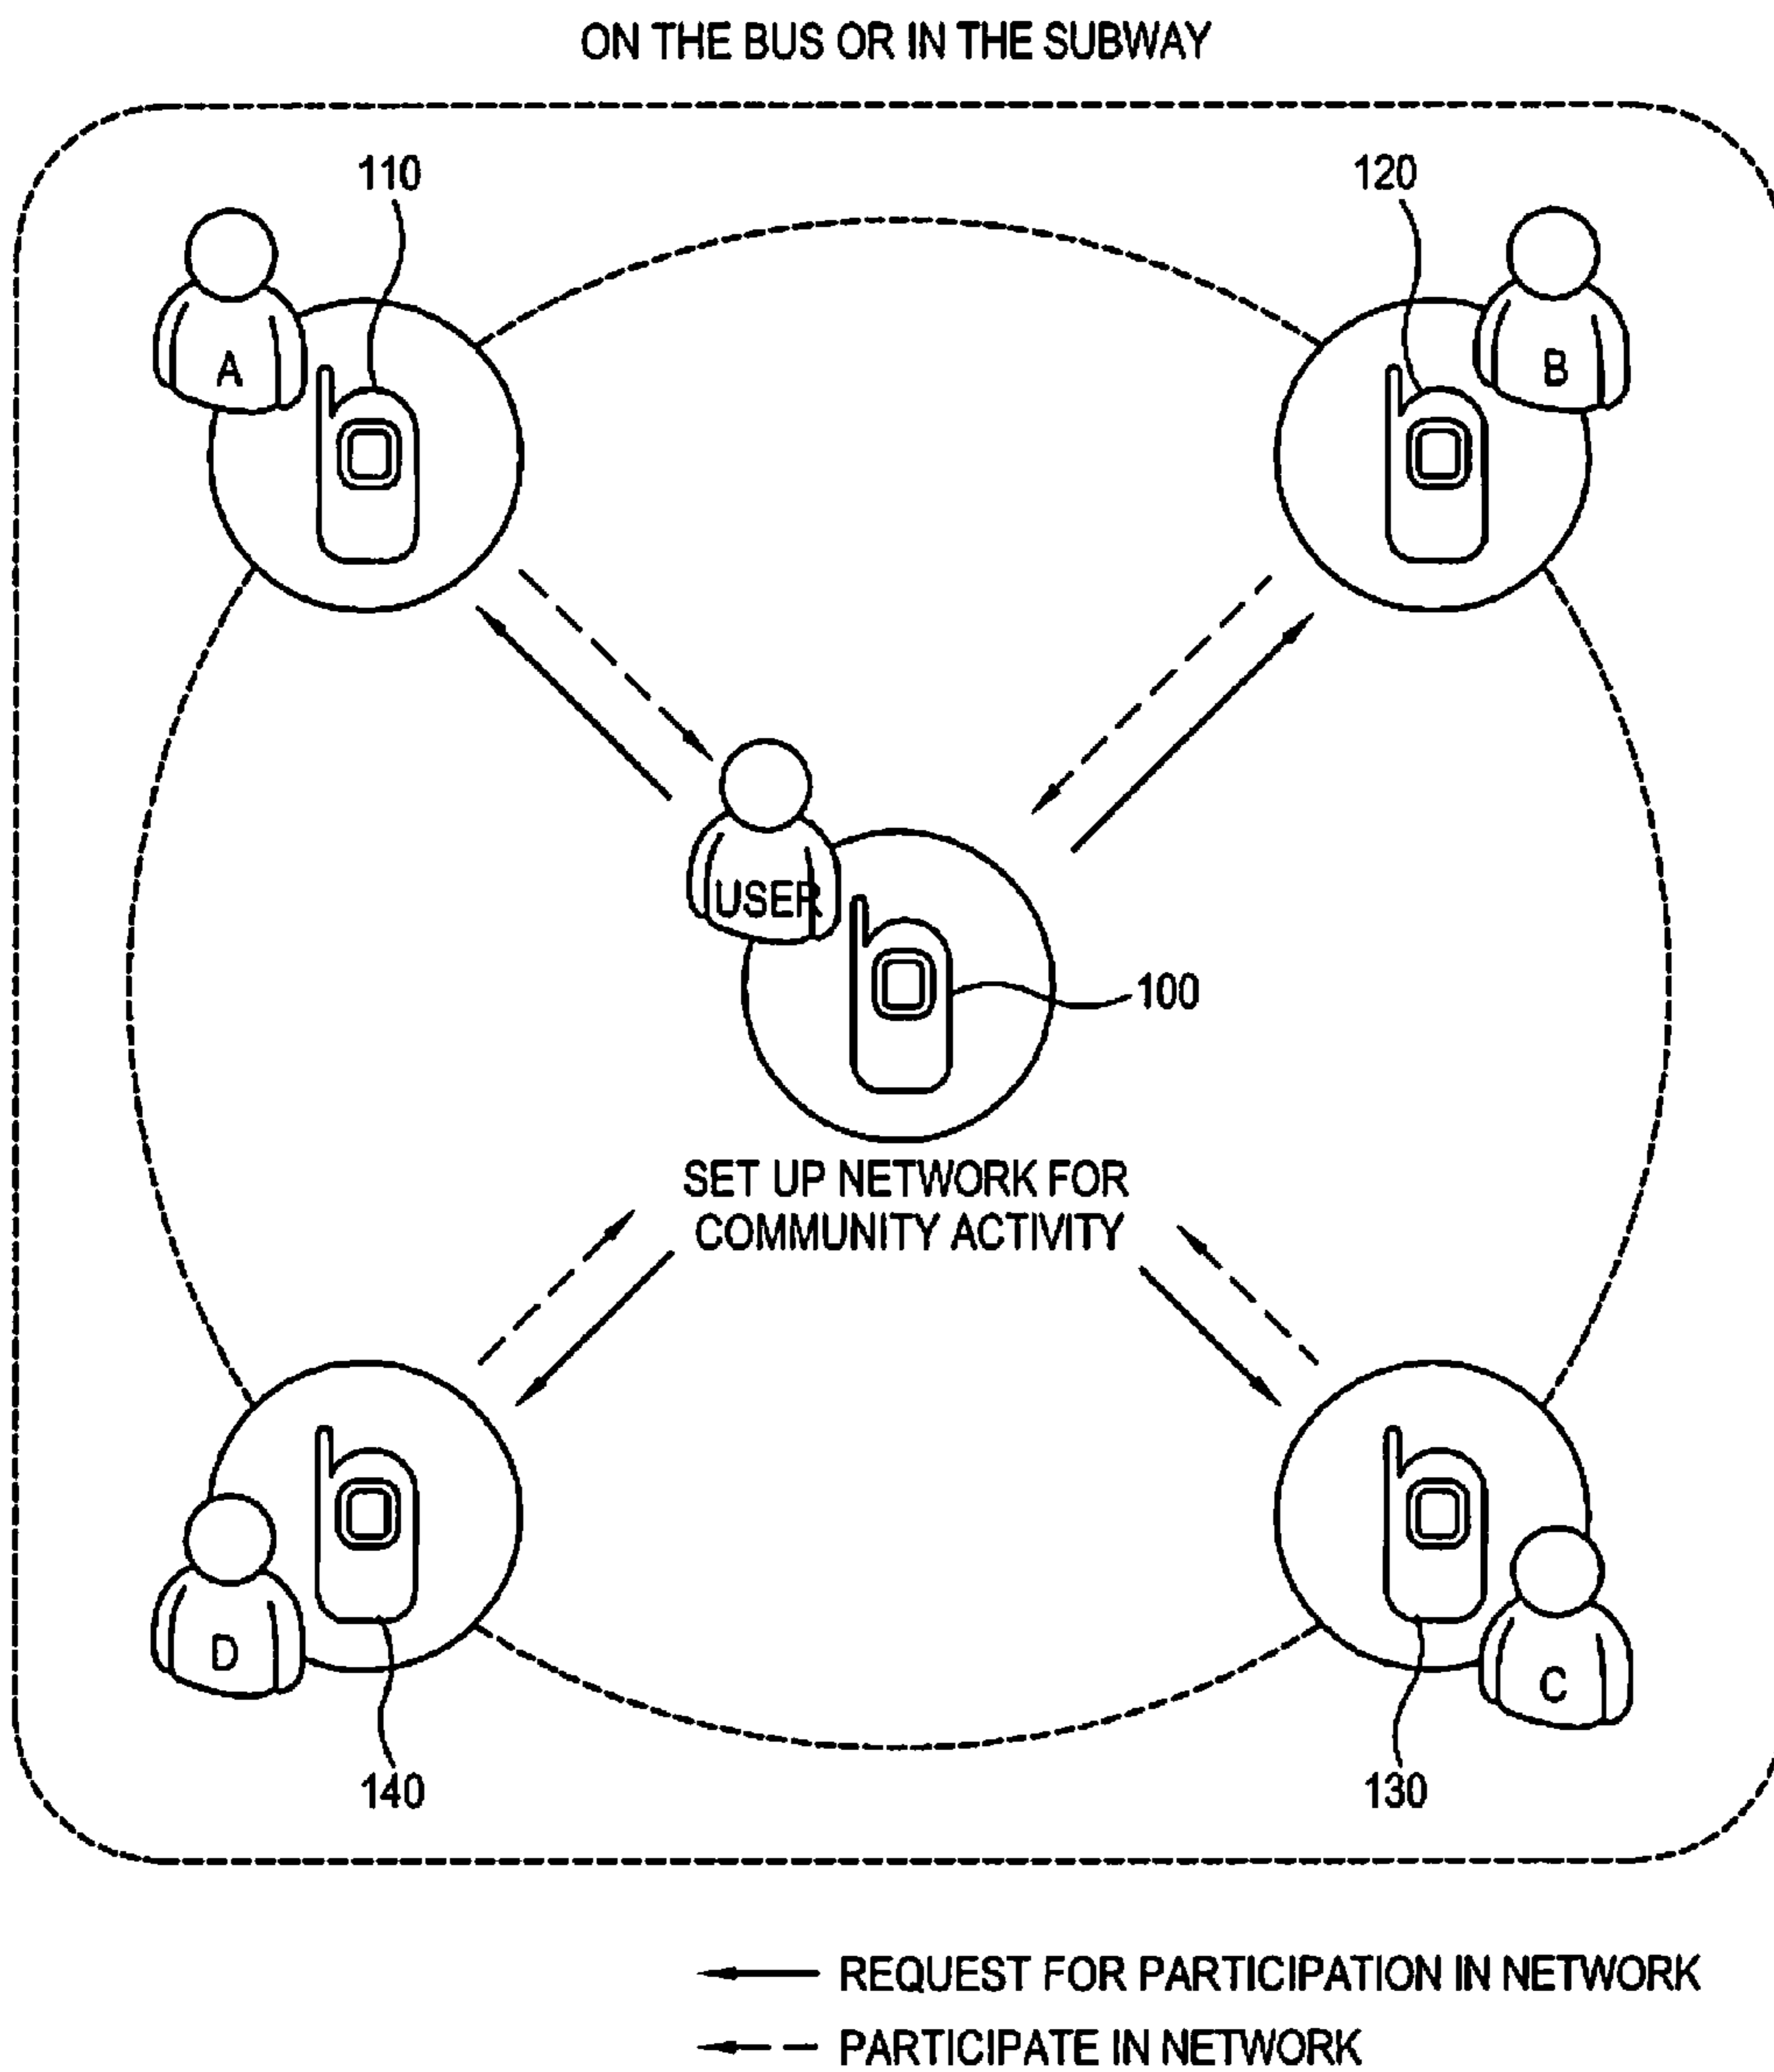 ON THE BUS OR IN THE SUBWAY
110
120
A
B
USER
100
SET UP NETWORK FOR
COMMUNITY ACTIVITY
D
C
140
130
REQUEST FOR PARTICIPATION IN NETWORK
PARTICIPATE IN NETWORK